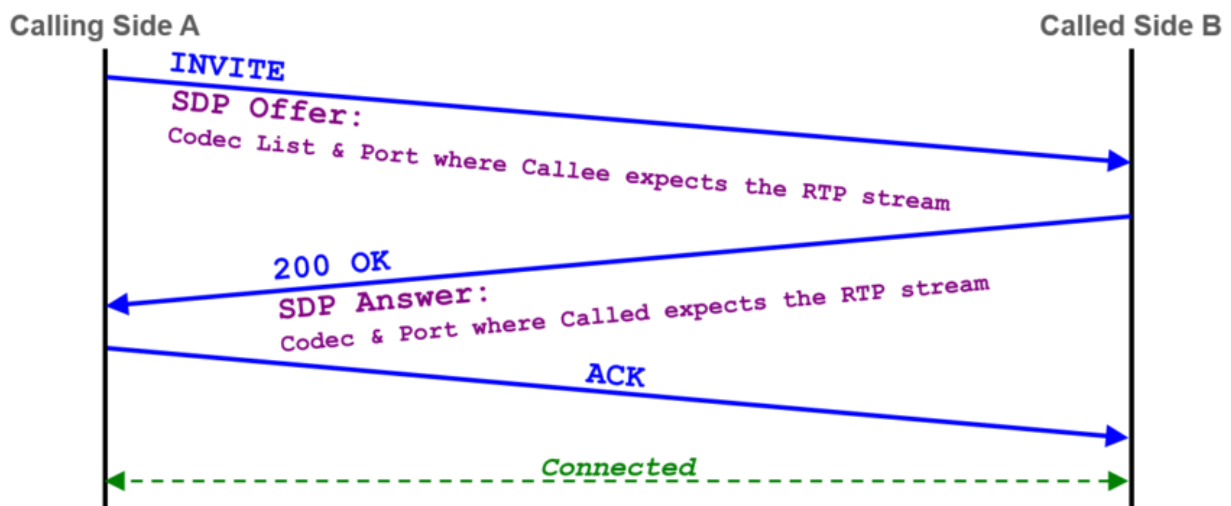 Calling Side A
Called Side B
INVITE
SDP Offer:
Codec List & Port where Callee expects the RTP stream
200 OK
SDP Answer:
Codec & Port where Called expects the RTP stream
ACK
Connected